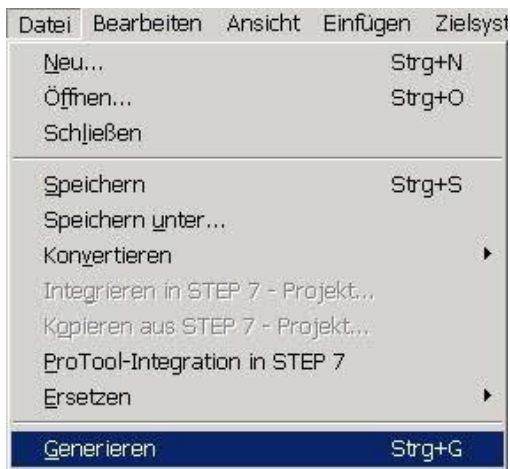 Datei Bearbeiten Ansicht Einfügen Zielsyst
Neu... Strg+N
Öffnen... Strg+O
Schließen
Speichern Strg+S
Speichern unter...
Konvertieren
Integrieren in STEP 7 - Projekt...
Kopieren aus STEP 7 - Projekt...
ProTool-Integration in STEP 7
Ersetzen
Generieren Strg+G